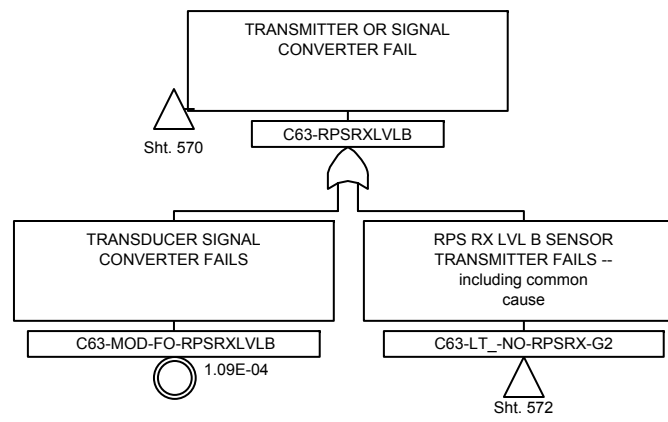 TRANSMITTER OR SIGNAL
CONVERTER FAIL
Sht. 570
C63-RPSRXLVLB
TRANSDUCER SIGNAL
CONVERTER FAILS
C63-MOD-FO-RPSRXLVLB
1.09E-04
RPS RX LVL B SENSOR
TRANSMITTER FAILS --
including common
cause
C63-LT_-NO-RPSRX-G2
Sht. 572